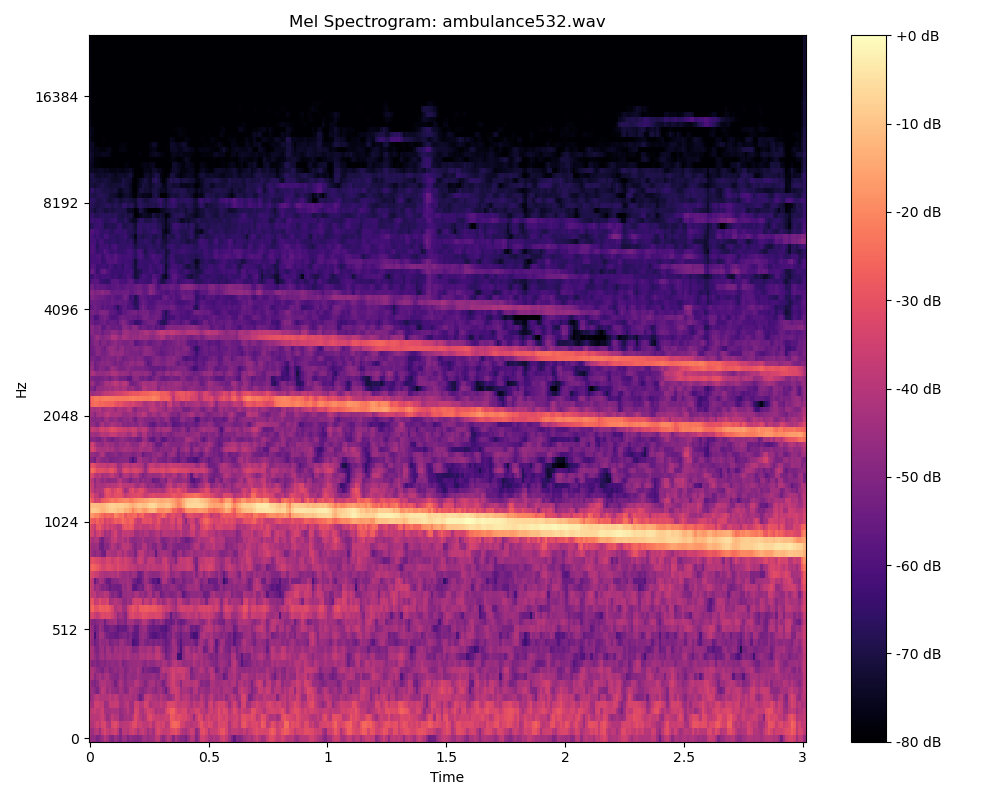 Mel Spectrogram: ambulance532.wav
+0 dB
16384
-10 dB
8192
-20 dB
4096
-30 dB
Hz
2048
-40 dB
1024
-50 dB
512
-60 dB
0
-70 dB
-80 dB
0 0.5 1 1.5 2 2.5 3
Time